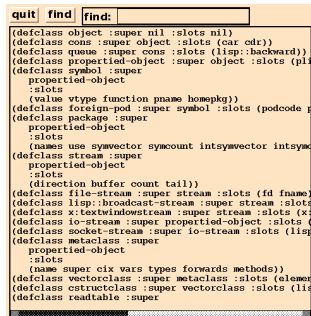 quit find find:
(defclass object :super nil :slots nil)
(defclass cons :super object :slots (car cdr))
(defclass queue :super cons :slots (lisp::backward))
(defclass propertied-object :super object :slots (pli
(defclass symbol :super
propertied-object
:slots
(value vtype function pname homepkg))
(defclass foreign-pod :super symbol :slots (podcode p
(defclass package :super
propertied-object
:slots
(names use symvector symcount intsymvector intsymc
(defclass stream :super
propertied-object
:slots
(direction buffer count tail))
(defclass file-stream :super stream :slots (fd fname)
(defclass lisp::broadcast-stream :super stream :slots
(defclass x:textwindowstream :super stream :slots (x:
(defclass io-stream :super propertied-object :slots (
(defclass socket-stream :super io-stream :slots (lisp
(defclass metaclass :super
propertied-object
:slots
(name super cix vars types forwards methods))
(defclass vectorclass :super metaclass :slots (elemen
(defclass cstructclass :super vectorclass :slots (lis
(defclass readtable :super